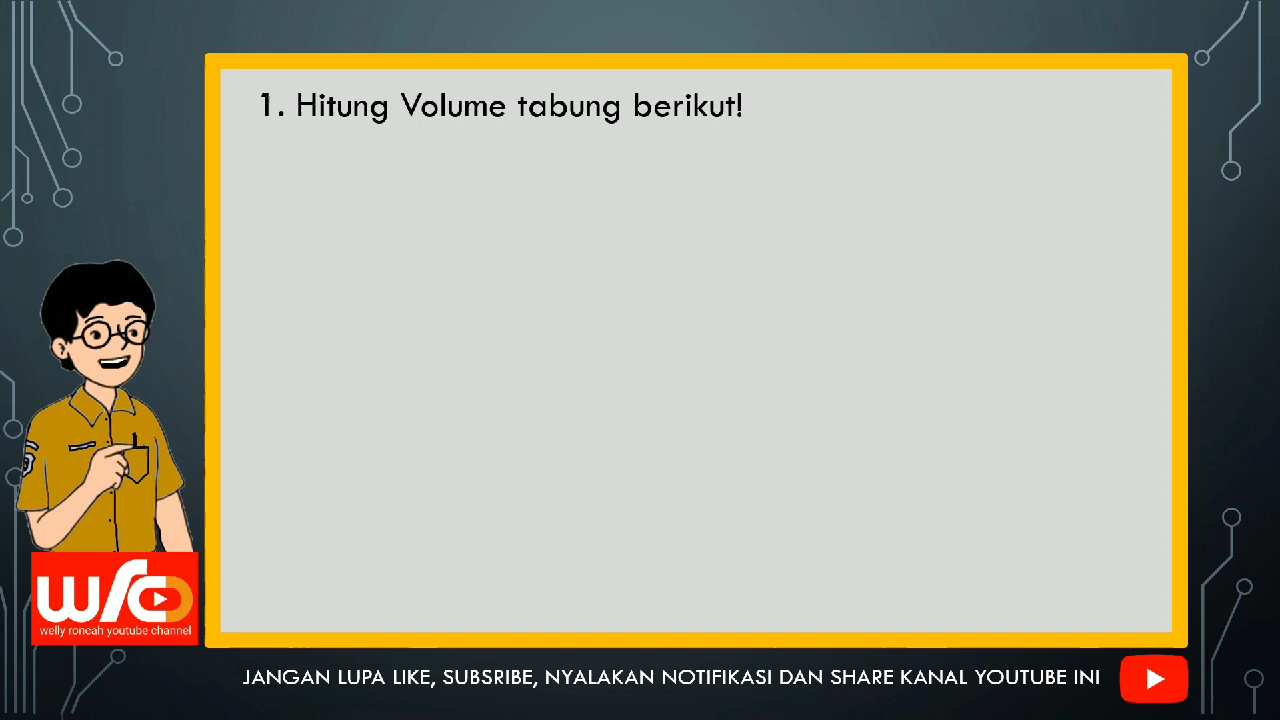 1. Hitung Volume tabung berikut!
welly roncah youtube channel
JANGAN LUPA LIKE, SUBSRIBE, NYALAKAN NOTIFIKASI DAN SHARE KANAL YOUTUBE INI